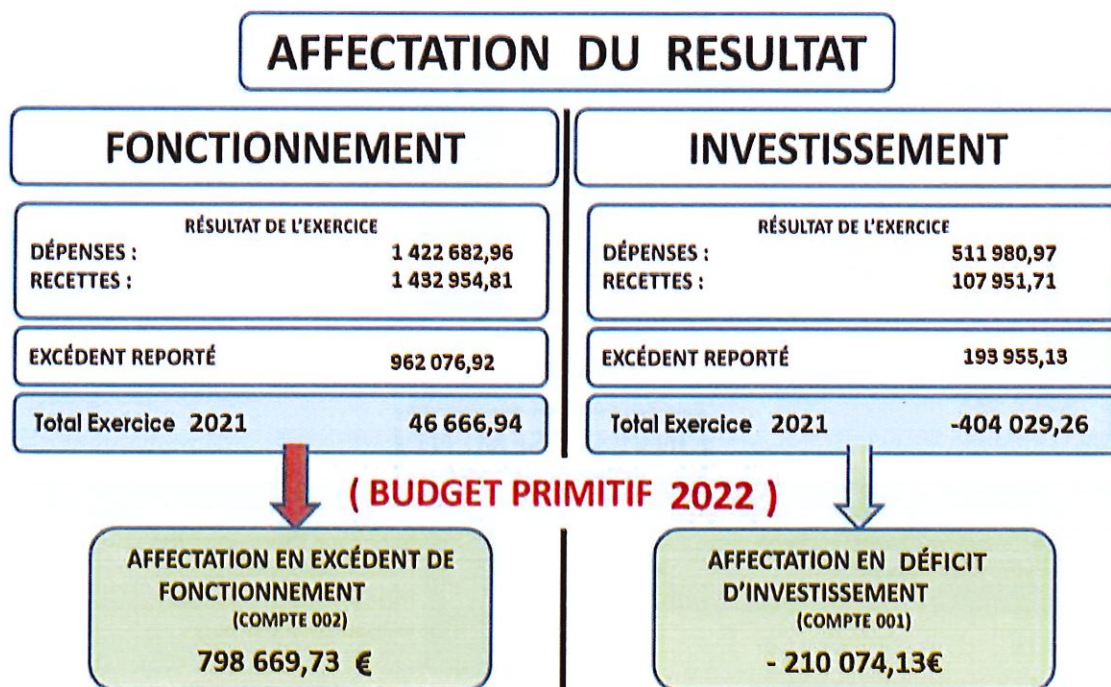 AFFECTATION DU RESULTAT
FONCTIONNEMENT
RÉSULTAT DE L'EXERCICE
DÉPENSES : 1 422 682,96
RECETTES : 1 432 954,81
EXCÉDENT REPORTÉ 962 076,92
Total Exercice 2021 46 666,94
INVESTISSEMENT
RÉSULTAT DE L'EXERCICE
DÉPENSES : 511 980,97
RECETTES : 107 951,71
EXCÉDENT REPORTÉ 193 955,13
Total Exercice 2021 -404 029,26
( BUDGET PRIMITIF 2022 )
AFFECTATION EN EXCÉDENT DE
FONCTIONNEMENT
(COMPTE 002)
798 669,73 €
AFFECTATION EN DÉFICIT
D'INVESTISSEMENT
(COMPTE 001)
- 210 074,13€